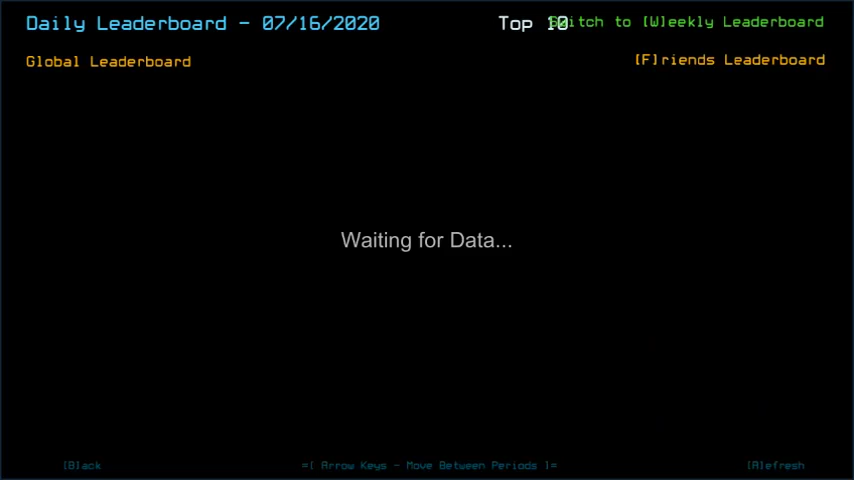 Daily Leaderboard - 07/16/2020
Top 10
Switch to [W]eekly Leaderboard
Global Leaderboard
[F]riends Leaderboard
Waiting for Data...
[B]ack
=[ Arrow Keys - Move Between Periods ]=
[R]efresh